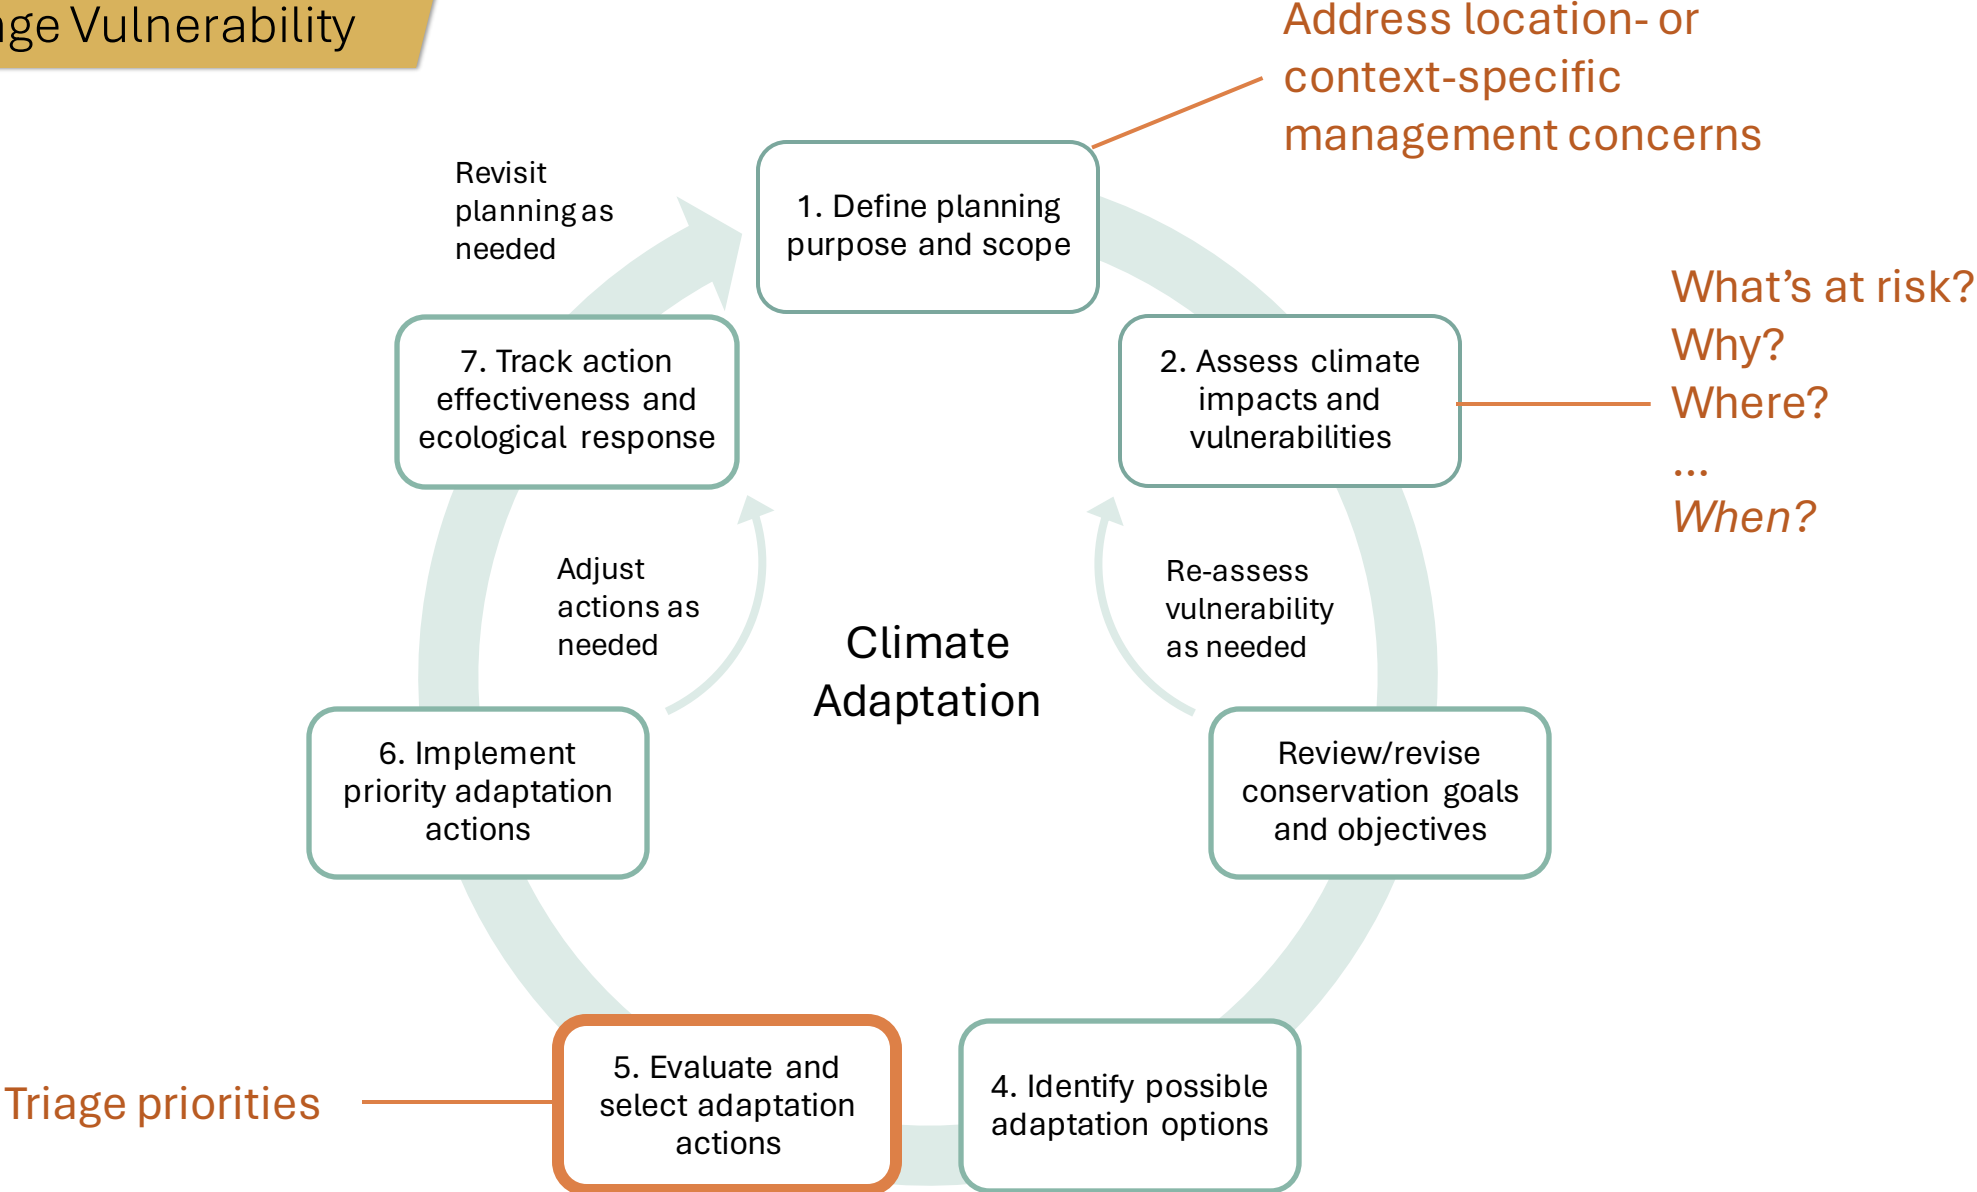 nge Vulnerability
Address location- or
context-specific
management concerns
Revisit
planning as
needed
1. Define planning
purpose and scope
What's at risk?
Why?
Where?
...
When?
7. Track action
effectiveness and
ecological response
2. Assess climate
impacts and
vulnerabilities
Adjust
actions as
needed
Re-assess
vulnerability
as needed
Climate
Adaptation
6. Implement
priority adaptation
actions
Review/revise
conservation goals
and objectives
Triage priorities
5. Evaluate and
select adaptation
actions
4. Identify possible
adaptation options